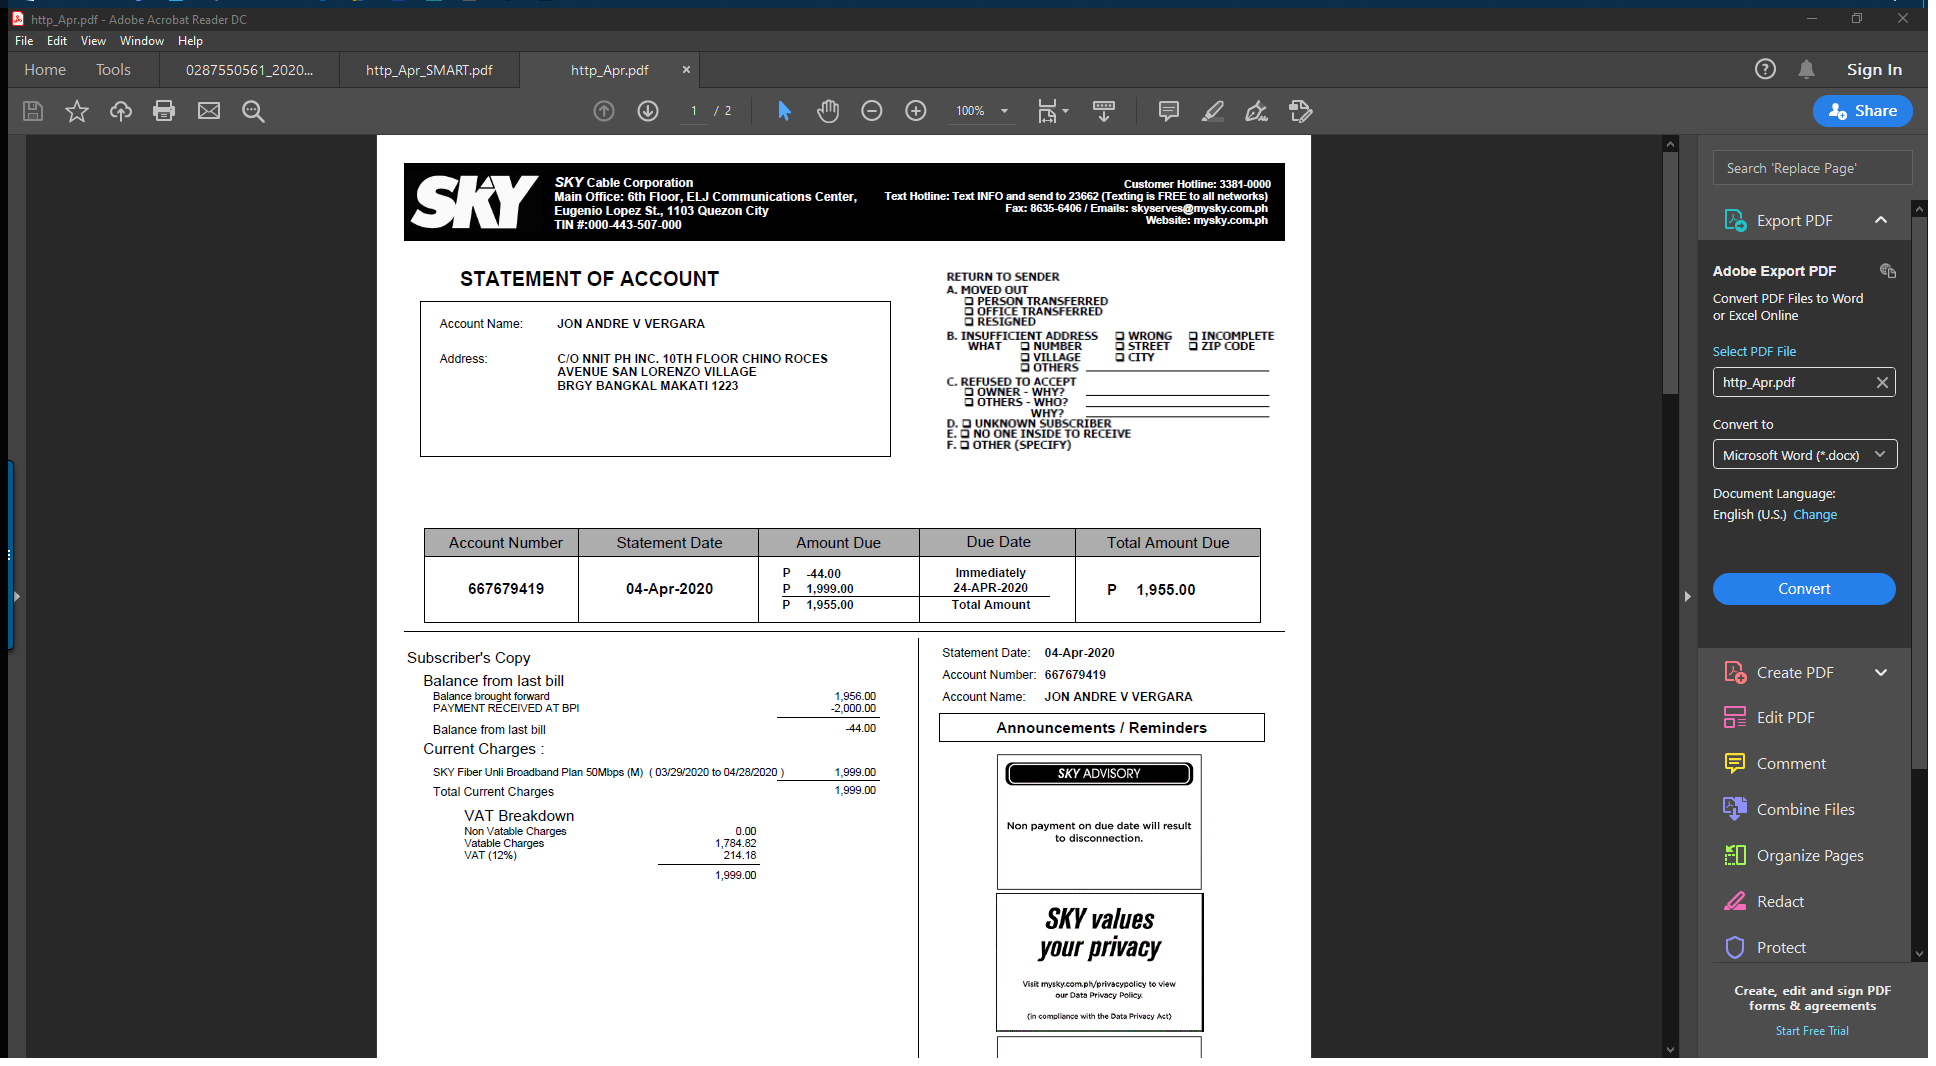 http_Apr.pdf - Adobe Acrobat Reader DC
File Edit View Window Help
Home Tools 0287550561_2020... http_Apr_SMART.pdf http_Apr.pdf × Sign In
1 / 2 100% Share
SKY
SKY Cable Corporation
Main Office: 6th Floor, ELJ Communications Center,
Eugenio Lopez St., 1103 Quezon City
TIN #:000-443-507-000
Customer Hotline: 3381-0000
Text Hotline: Text INFO and send to 23662 (Texting is FREE to all networks)
Fax: 8635-6406 / Emails: skyserves@mysky.com.ph
Website: mysky.com.ph
STATEMENT OF ACCOUNT
Account Name: JON ANDRE V VERGARA
Address: C/O NNIT PH INC. 10TH FLOOR CHINO ROCES
AVENUE SAN LORENZO VILLAGE
BRGY BANGKAL MAKATI 1223
RETURN TO SENDER
A. MOVED OUT
PERSON TRANSFERRED
OFFICE TRANSFERRED
RESIGNED
B. INSUFFICIENT ADDRESS WRONG INCOMPLETE
WHAT NUMBER STREET ZIP CODE
VILLAGE CITY
OTHERS
C. REFUSED TO ACCEPT
OWNER - WHY?
OTHERS - WHO?
WHY?
D. UNKNOWN SUBSCRIBER
E. NO ONE INSIDE TO RECEIVE
F. OTHER (SPECIFY)
Account Number Statement Date Amount Due Due Date Total Amount Due
P -44.00 Immediately
667679419 04-Apr-2020 P 1,999.00 24-APR-2020 P 1,955.00
P 1,955.00 Total Amount
Subscriber's Copy
Balance from last bill
Balance brought forward 1,956.00
PAYMENT RECEIVED AT BPI -2,000.00
Balance from last bill -44.00
Current Charges :
SKY Fiber Unli Broadband Plan 50Mbps (M) ( 03/29/2020 to 04/28/2020 ) 1,999.00
Total Current Charges 1,999.00
VAT Breakdown
Non Vatable Charges 0.00
Vatable Charges 1,784.82
VAT (12%) 214.18
1,999.00
Statement Date: 04-Apr-2020
Account Number: 667679419
Account Name: JON ANDRE V VERGARA
Announcements / Reminders
SKY ADVISORY
Non payment on due date will result
to disconnection.
SKY values
your privacy
Visit mysky.com.ph/privacypolicy to view
our Data Privacy Policy.
(in compliance with the Data Privacy Act)
Search 'Replace Page'
Export PDF
Adobe Export PDF
Convert PDF Files to Word
or Excel Online
Select PDF File
http_Apr.pdf
Convert to
Microsoft Word (*.docx)
Document Language:
English (U.S.) Change
Convert
Create PDF
Edit PDF
Comment
Combine Files
Organize Pages
Redact
Protect
Create, edit and sign PDF
forms & agreements
Start Free Trial